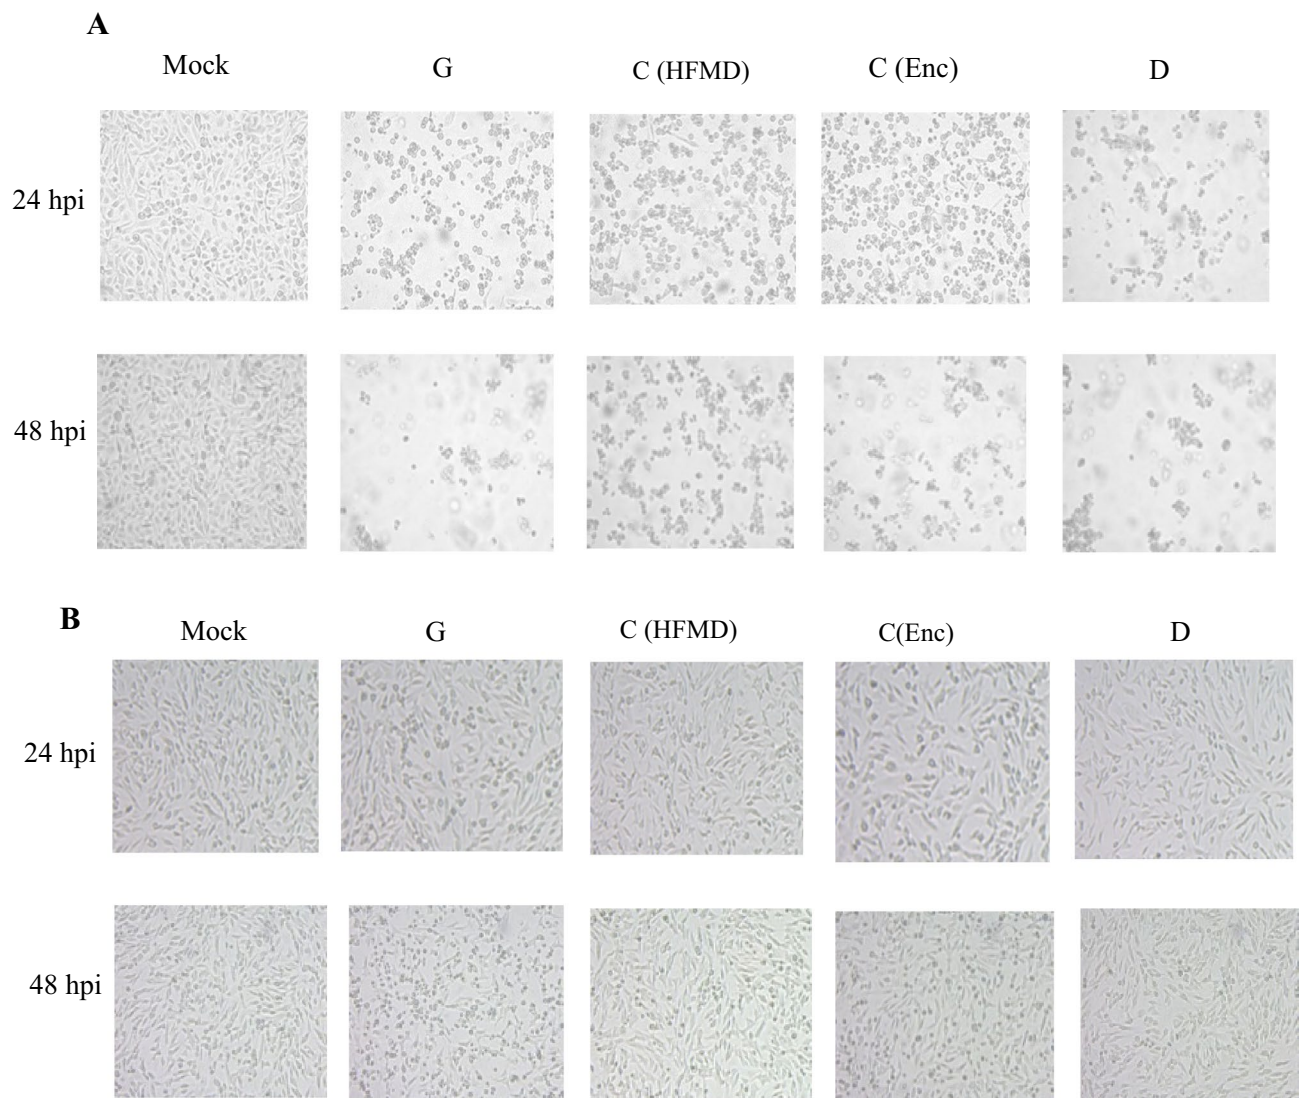 A
Mock G C (HFMD) C (Enc) D
24 hpi
48 hpi
B
Mock G C (HFMD) C(Enc) D
24 hpi
48 hpi